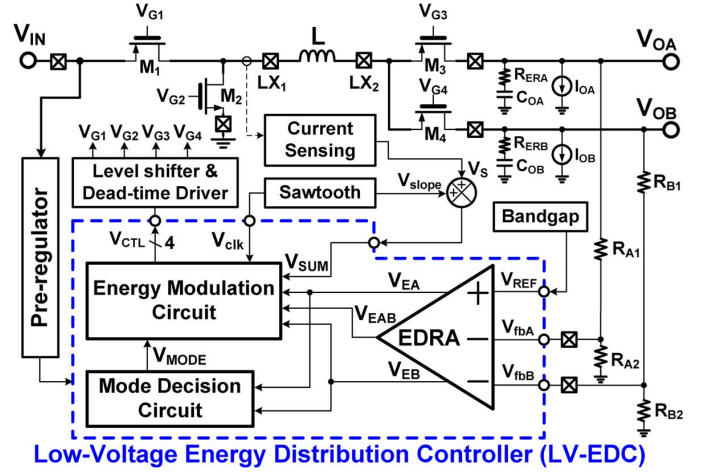 V_G1
V_G3
V_IN
L
V_OA
M_1
LX_1
LX_2
M_3
R_ERA
C_OA
I_OA
V_G2
M_2
V_G4
V_OB
V_G1 V_G2 V_G3 V_G4
Current
Sensing
M_4
R_ERB
C_OB
I_OB
Level shifter &
Dead-time Driver
V_S
R_B1
Sawtooth
V_slope
Bandgap
Pre-regulator
V_CTL
4
V_clk
R_A1
V_SUM
Energy Modulation
Circuit
V_EA
V_REF
V_EAB
EDRA
V_fbA
V_MODE
R_A2
Mode Decision
Circuit
V_EB
V_fbB
R_B2
Low-Voltage Energy Distribution Controller (LV-EDC)